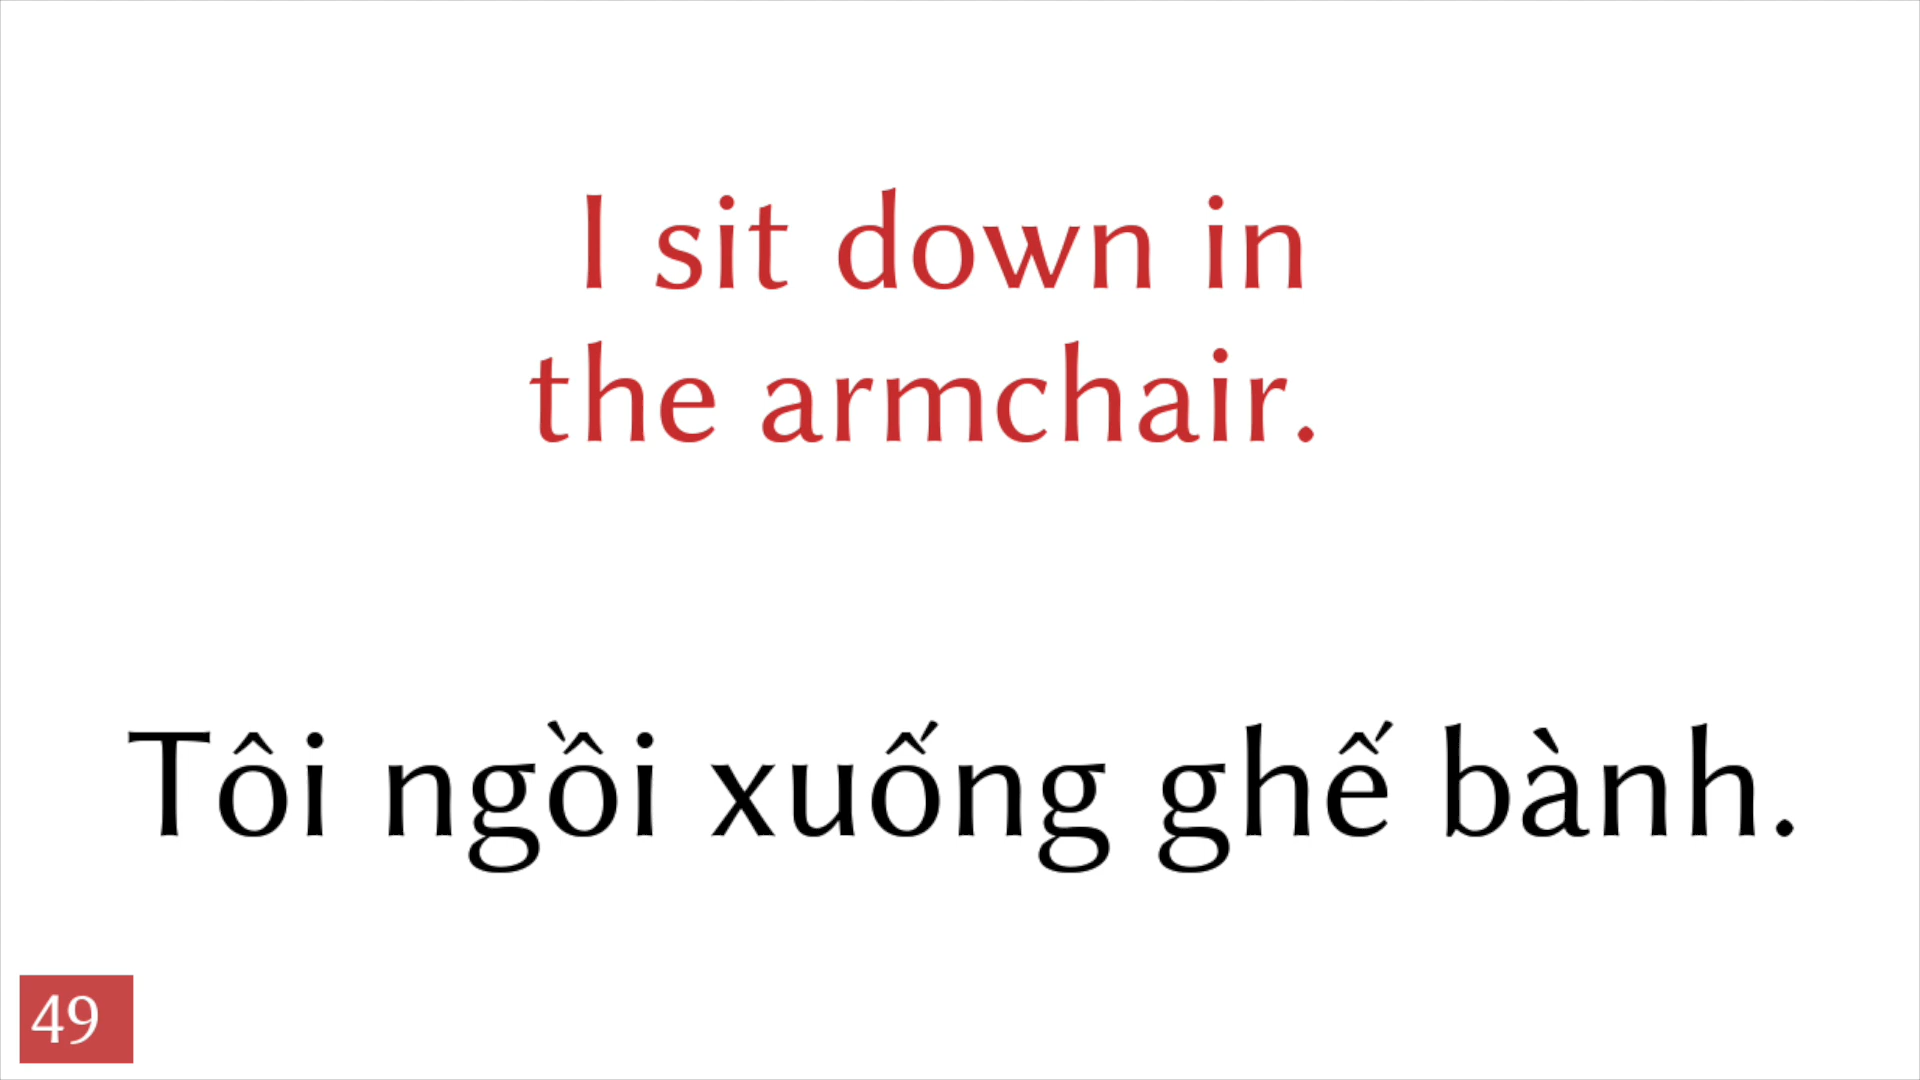 I sit down in
the armchair.
Tôi ngồi xuống ghế bành.
49